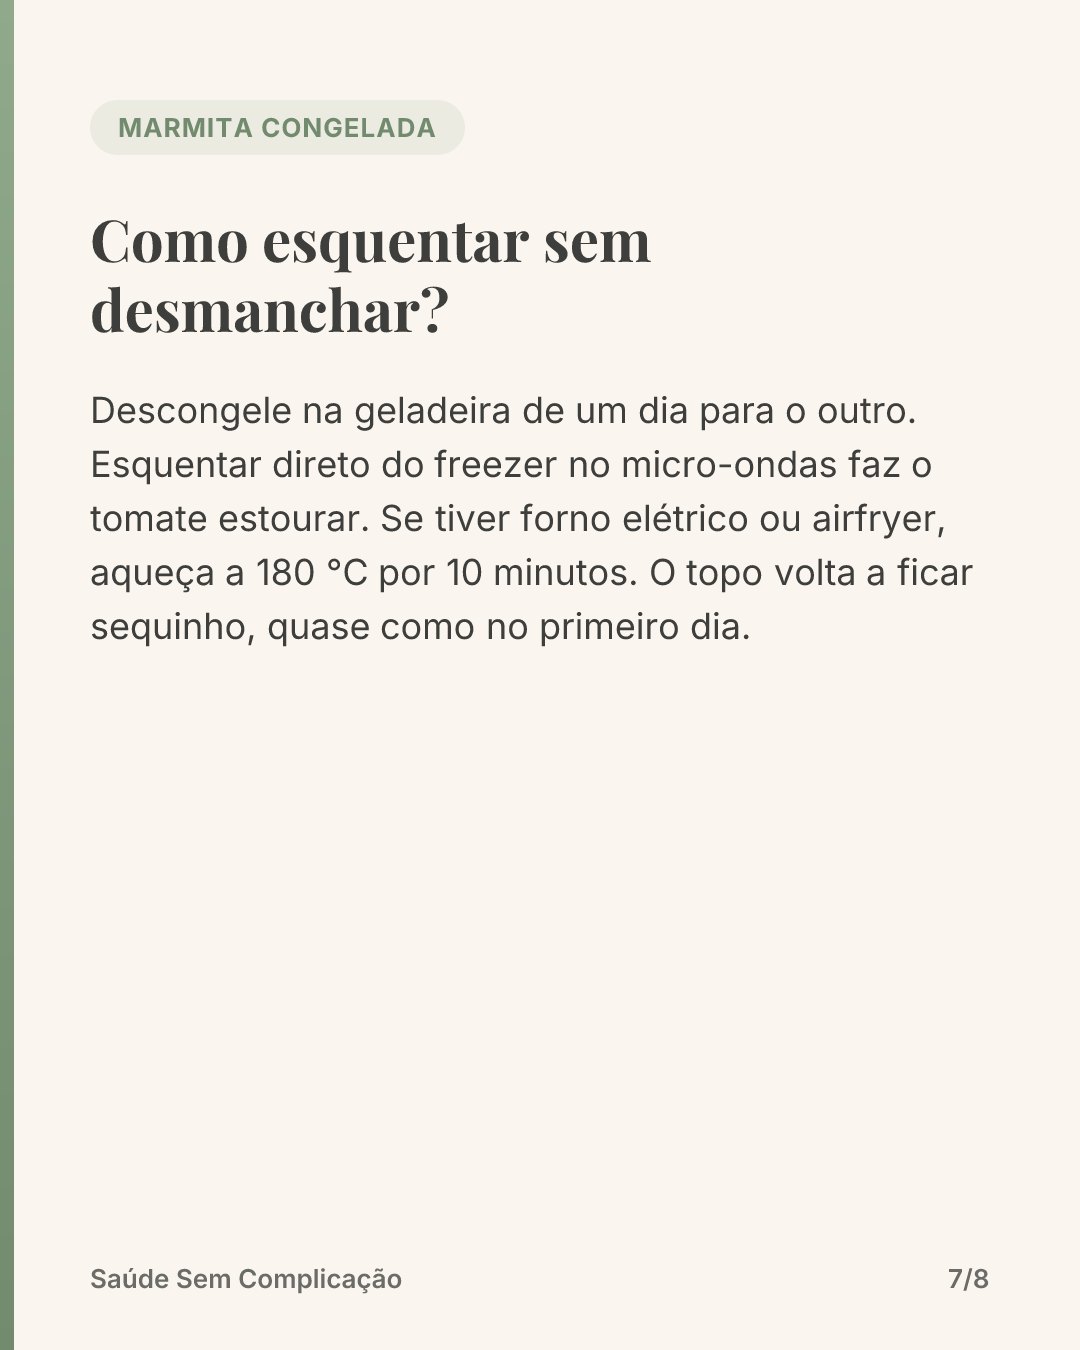 MARMITA CONGELADA
Como esquentar sem
desmanchar?
Descongele na geladeira de um dia para o outro.
Esquentar direto do freezer no micro-ondas faz o
tomate estourar. Se tiver forno elétrico ou airfryer,
aqueça a 180 °C por 10 minutos. O topo volta a ficar
sequinho, quase como no primeiro dia.
Saúde Sem Complicação
7/8